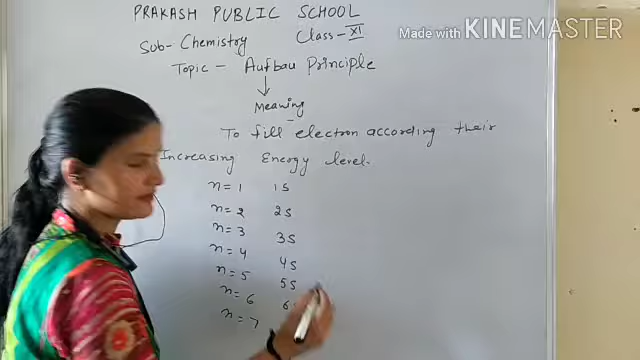 PRAKASH PUBLIC SCHOOL
Sub- Chemistry Class - XI
Made with KINEMASTER
Topic - Aufbau Principle
Meaning
To fill electron according their
Increasing Energy level.
n = 1 1s
n = 2 2s
n = 3 3s
n = 4 4s
n = 5 5s
n = 6 6s
n = 7